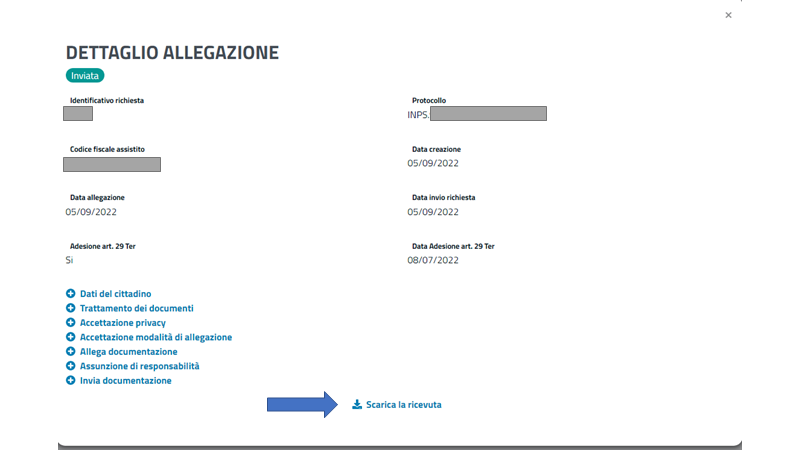 ×
DETTAGLIO ALLEGAZIONE
Inviata
Identificativo richiesta
Protocollo
INPS.
Codice fiscale assistito
Data creazione
05/09/2022
Data allegazione
Data invio richiesta
05/09/2022
05/09/2022
Adesione art. 29 Ter
Data Adesione art. 29 Ter
Si
08/07/2022
Dati del cittadino
Trattamento dei documenti
Accettazione privacy
Accettazione modalità di allegazione
Allega documentazione
Assunzione di responsabilità
Invia documentazione
Scarica la ricevuta